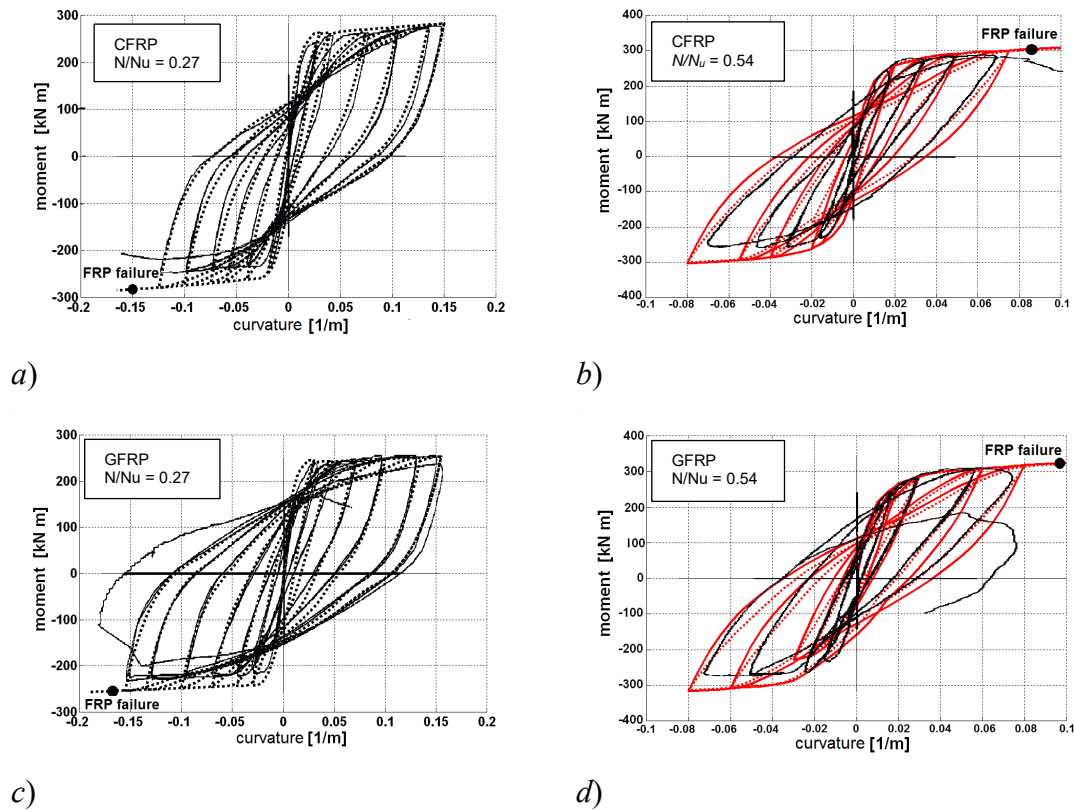 300
200
100
0
-100
-200
-300
moment [kN m]
CFRP
N/Nu = 0.27
FRP failure
-0.2 -0.15 -0.1 -0.05 0 0.05 0.1 0.15 0.2
curvature [1/m]
a)
400
300
200
100
0
-100
-200
-300
-400
moment [kN m]
CFRP
N/Nu = 0.54
FRP failure
-0.1 -0.08 -0.06 -0.04 -0.02 0 0.02 0.04 0.06 0.08 0.1
curvature [1/m]
b)
300
200
100
0
-100
-200
-300
moment [kN m]
GFRP
N/Nu = 0.27
FRP failure
-0.2 -0.15 -0.1 -0.05 0 0.05 0.1 0.15 0.2
curvature [1/m]
c)
400
300
200
100
0
-100
-200
-300
400
moment [kN m]
GFRP
N/Nu = 0.54
FRP failure
-0.1 -0.08 -0.06 -0.04 -0.02 0 0.02 0.04 0.06 0.08 0.1
curvature [1/m]
d)